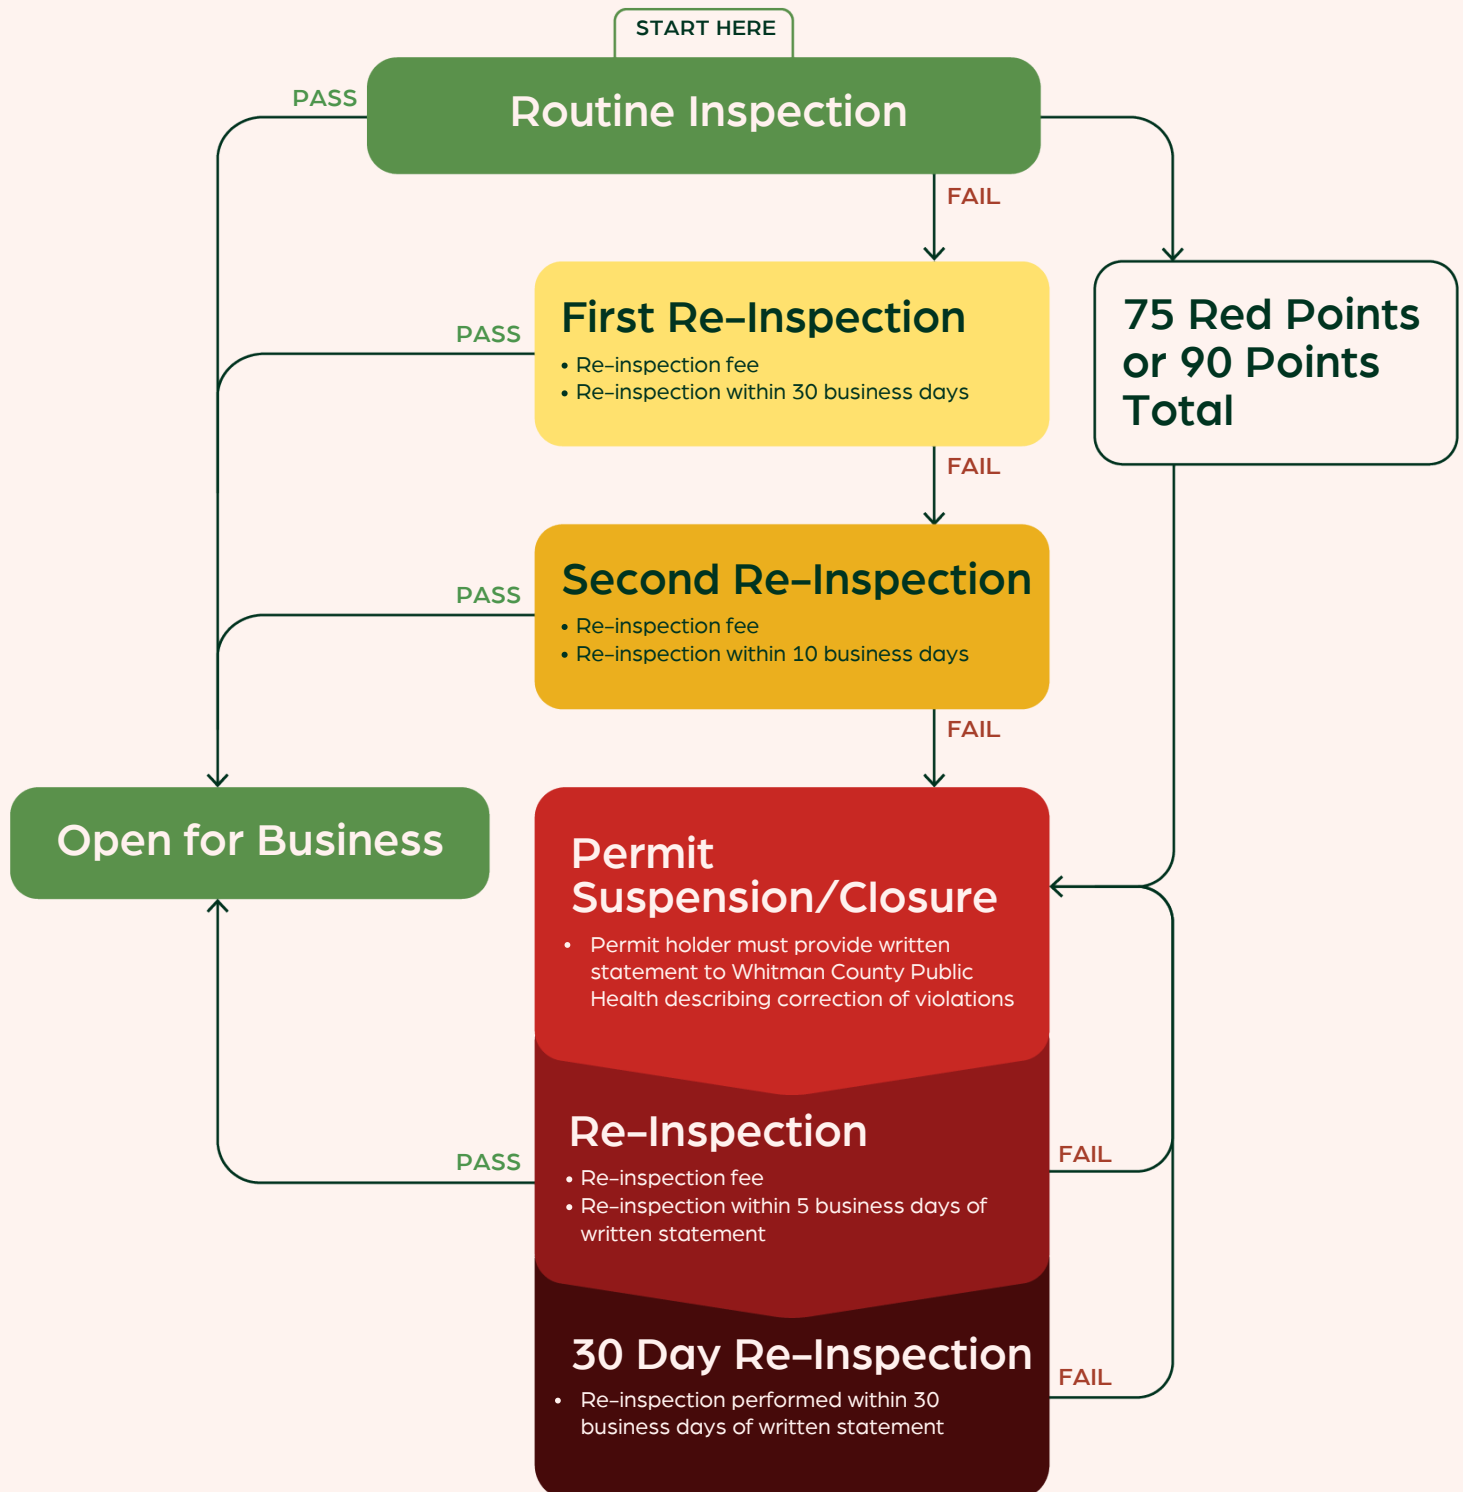 START HERE
PASS
Routine Inspection
FAIL
First Re-Inspection
• Re-inspection fee
• Re-inspection within 30 business days
PASS
75 Red Points
or 90 Points
Total
FAIL
Second Re-Inspection
• Re-inspection fee
• Re-inspection within 10 business days
PASS
FAIL
Open for Business
Permit
Suspension/Closure
• Permit holder must provide written
statement to Whitman County Public
Health describing correction of violations
Re-Inspection
• Re-inspection fee
• Re-inspection within 5 business days of
written statement
PASS
FAIL
30 Day Re-Inspection
• Re-inspection performed within 30
business days of written statement
FAIL